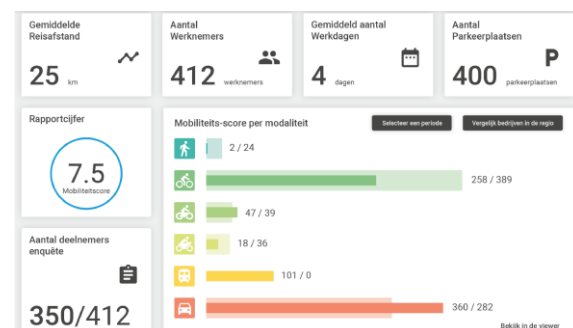 Gemiddelde
Reisafstand
25 km
Aantal
Werknemers
412 werknemers
Gemiddeld aantal
Werkdagen
4 dagen
Aantal
Parkeerplaatsen
P
400 parkeerplaatsen
Rapportcijfer
7.5
Mobiliteitscore
Aantal deelnemers
enquête
350/412
Mobiliteits-score per modaliteit
Selecteer een periode
Vergelijk bedrijven in de regio
2 / 24
258 / 389
47 / 39
18 / 36
101 / 0
360 / 282
Bekijk in de viewer